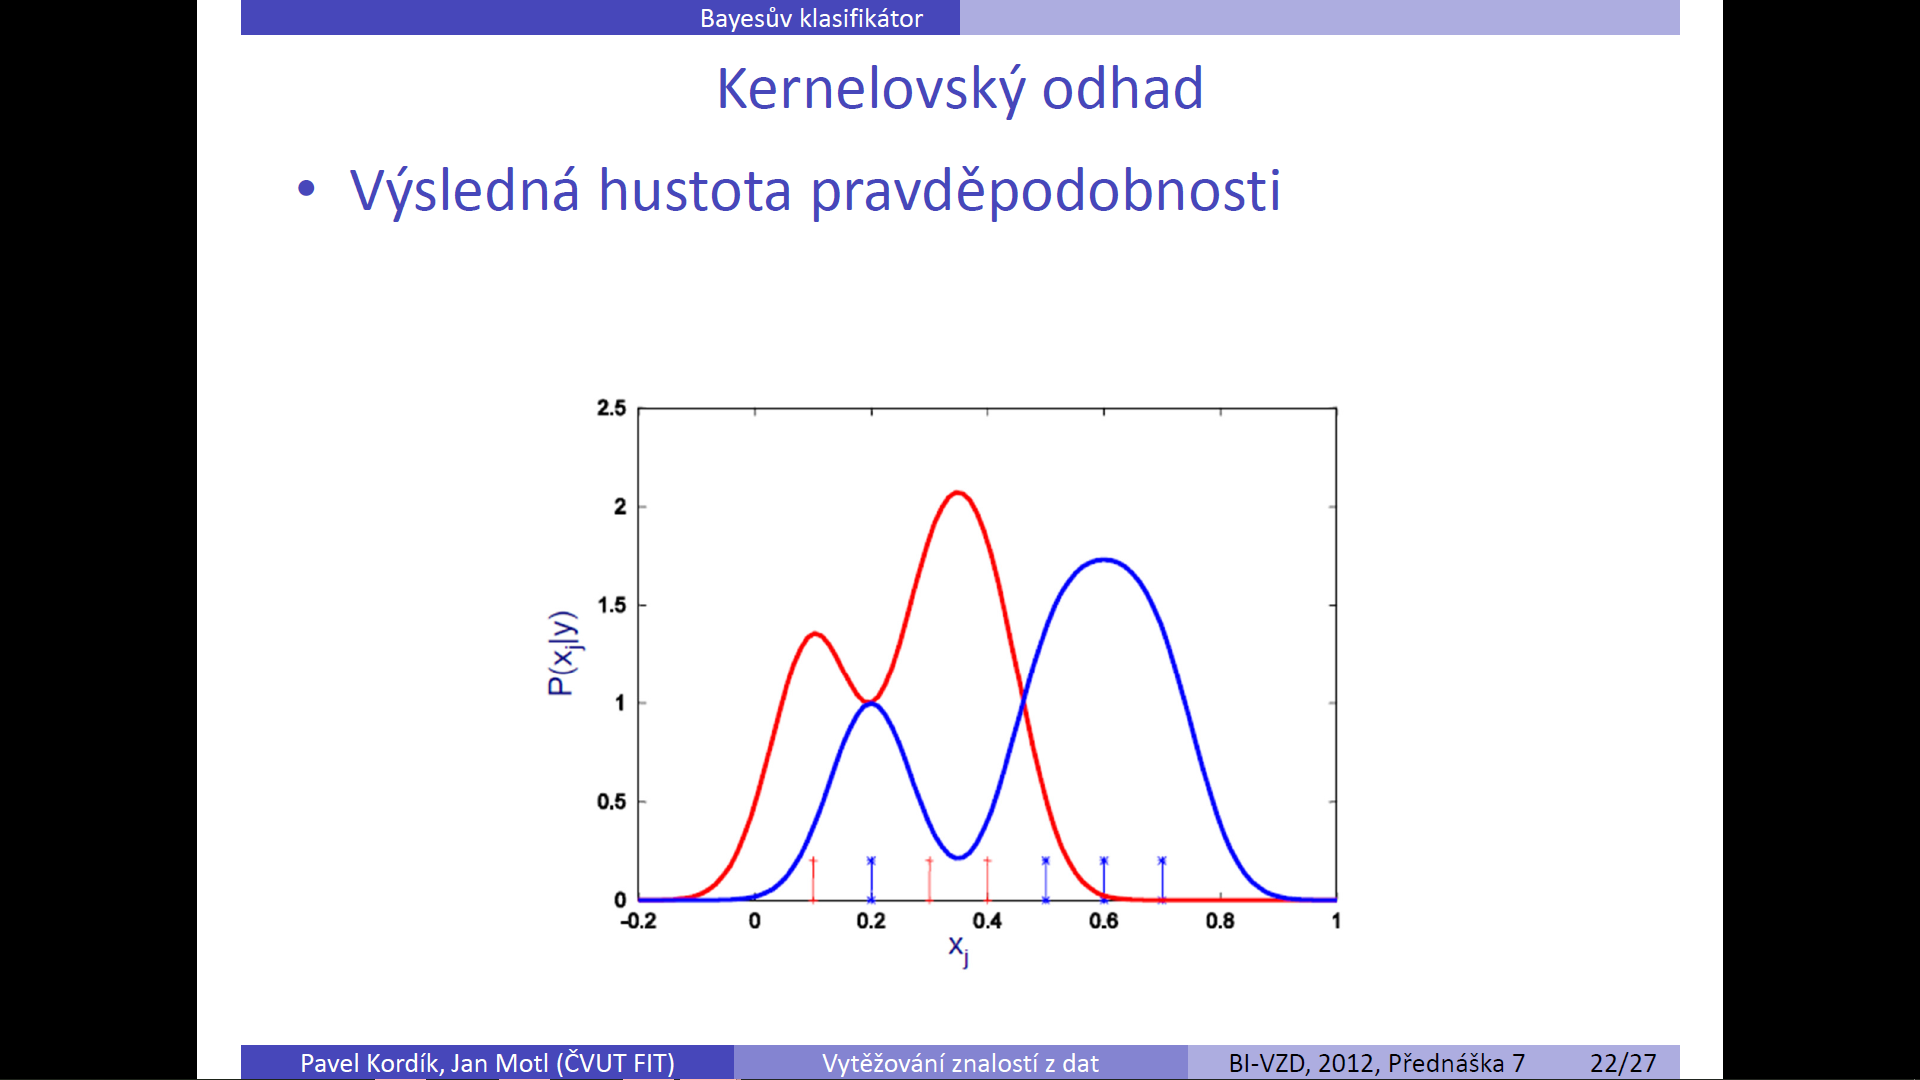 Bayesův klasifikátor
Kernelovský odhad
• Výsledná hustota pravděpodobnosti
2.5
2
1.5
1
0.5
0
P(xj|y)
-0.2 0 0.2 0.4 0.6 0.8 1
xj
Pavel Kordík, Jan Motl (ČVUT FIT) Vytěžování znalostí z dat BI-VZD, 2012, Přednáška 7 22/27